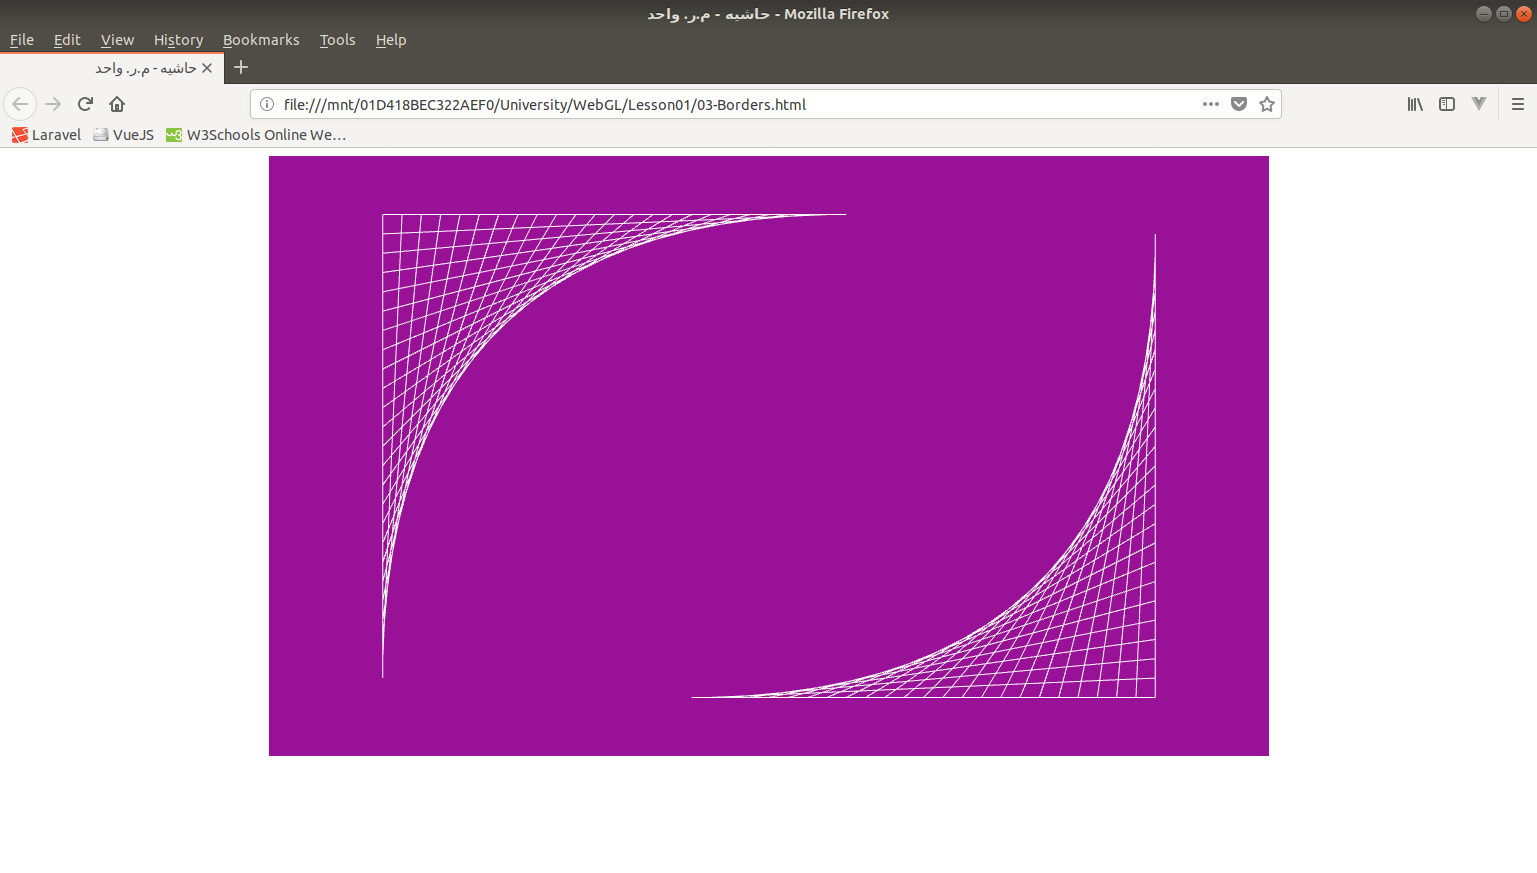 حاشیه - م.ر. واحد - Mozilla Firefox
File Edit View History Bookmarks Tools Help
حاشیه - م.ر. واحد
file:///mnt/01D418BEC322AEF0/University/WebGL/Lesson01/03-Borders.html
Laravel VueJS W3Schools Online We…